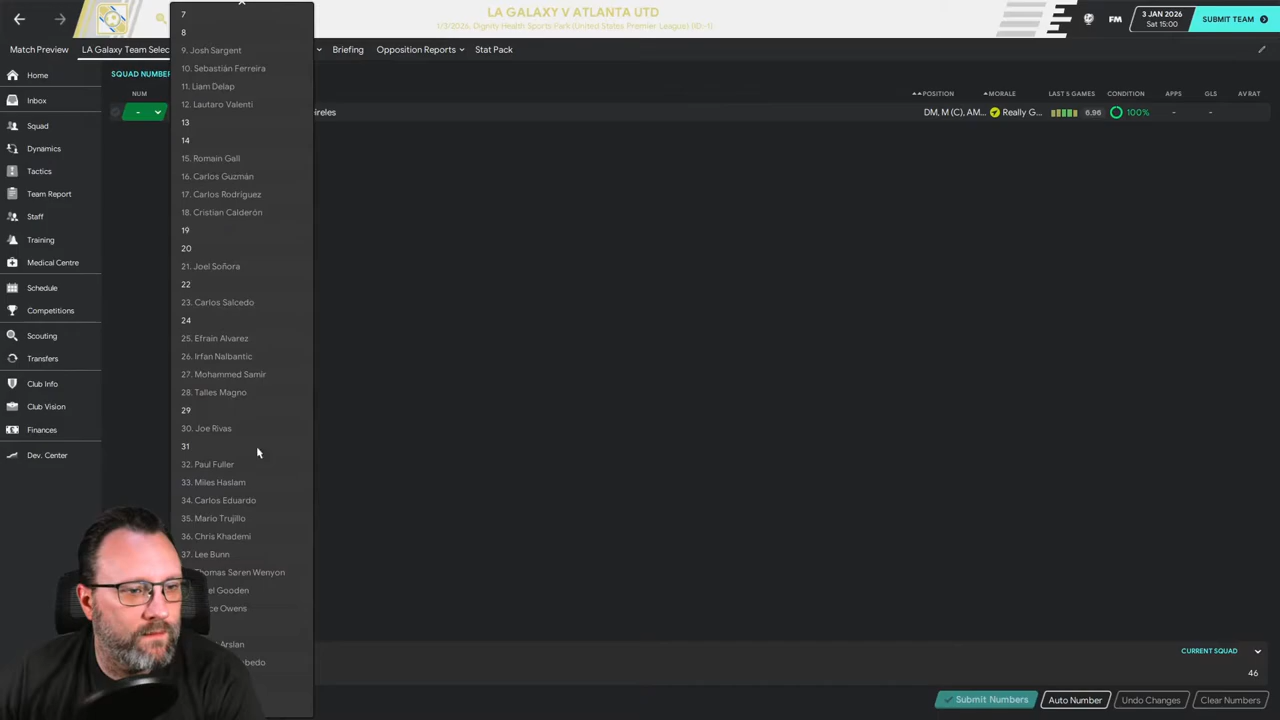 LA GALAXY V ATLANTA UTD
1/3/2026, Dignity Health Sports Park (United States Premier League) (ID:-1)
FM
3 JAN 2026
Sat 15:00
SUBMIT TEAM
Match Preview
LA Galaxy Team Selec
Briefing
Opposition Reports
Stat Pack
SQUAD NUMBER
NUM
POSITION
MORALE
LAST 5 GAMES
CONDITION
APPS
GLS
AV RAT
-
ireles
DM, M (C), AM...
Really G...
6.96
100%
-
-
Home
Inbox
Squad
Dynamics
Tactics
Team Report
Staff
Training
Medical Centre
Schedule
Competitions
Scouting
Transfers
Club Info
Club Vision
Finances
Dev. Center
7
8
9. Josh Sargent
10. Sebastián Ferreira
11. Liam Delap
12. Lautaro Valenti
13
14
15. Romain Gall
16. Carlos Guzmán
17. Carlos Rodríguez
18. Cristian Calderón
19
20
21. Joel Soñora
22
23. Carlos Salcedo
24
25. Efrain Alvarez
26. Irfan Nalbantic
27. Mohammed Samir
28. Talles Magno
29
30. Joe Rivas
31
32. Paul Fuller
33. Miles Haslam
34. Carlos Eduardo
35. Mario Trujillo
36. Chris Khademi
37. Lee Bunn
Thomas Søren Wenyon
el Gooden
ce Owens
Arslan
bedo
CURRENT SQUAD
46
Submit Numbers
Auto Number
Undo Changes
Clear Numbers